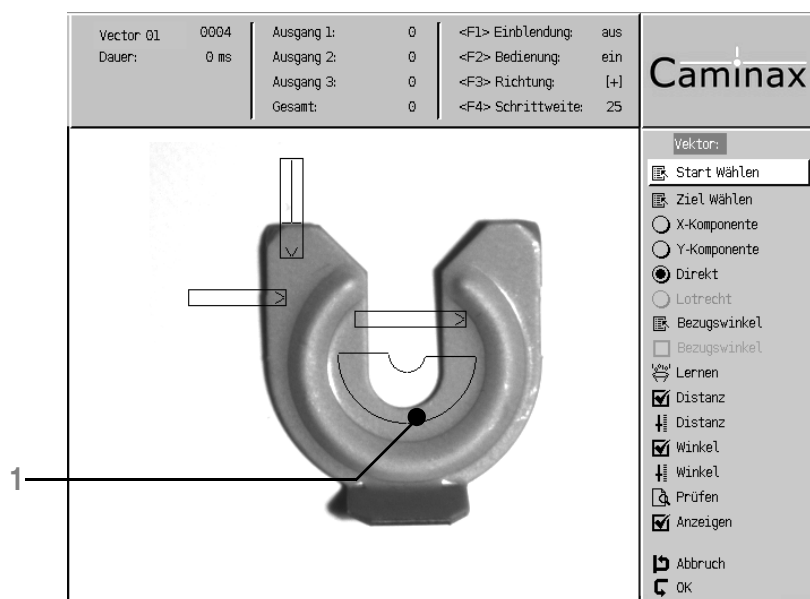 Vector 01 0004
Dauer: 0 ms
Ausgang 1: 0
Ausgang 2: 0
Ausgang 3: 0
Gesamt: 0
<F1> Einblendung: aus
<F2> Bedienung: ein
<F3> Richtung: [+]
<F4> Schrittweite: 25
Caminax
Vektor:
Start Wählen
Ziel Wählen
X-Komponente
Y-Komponente
Direkt
Lotrecht
Bezugswinkel
Bezugswinkel
Lernen
Distanz
Distanz
Winkel
Winkel
Prüfen
Anzeigen
Abbruch
OK
1